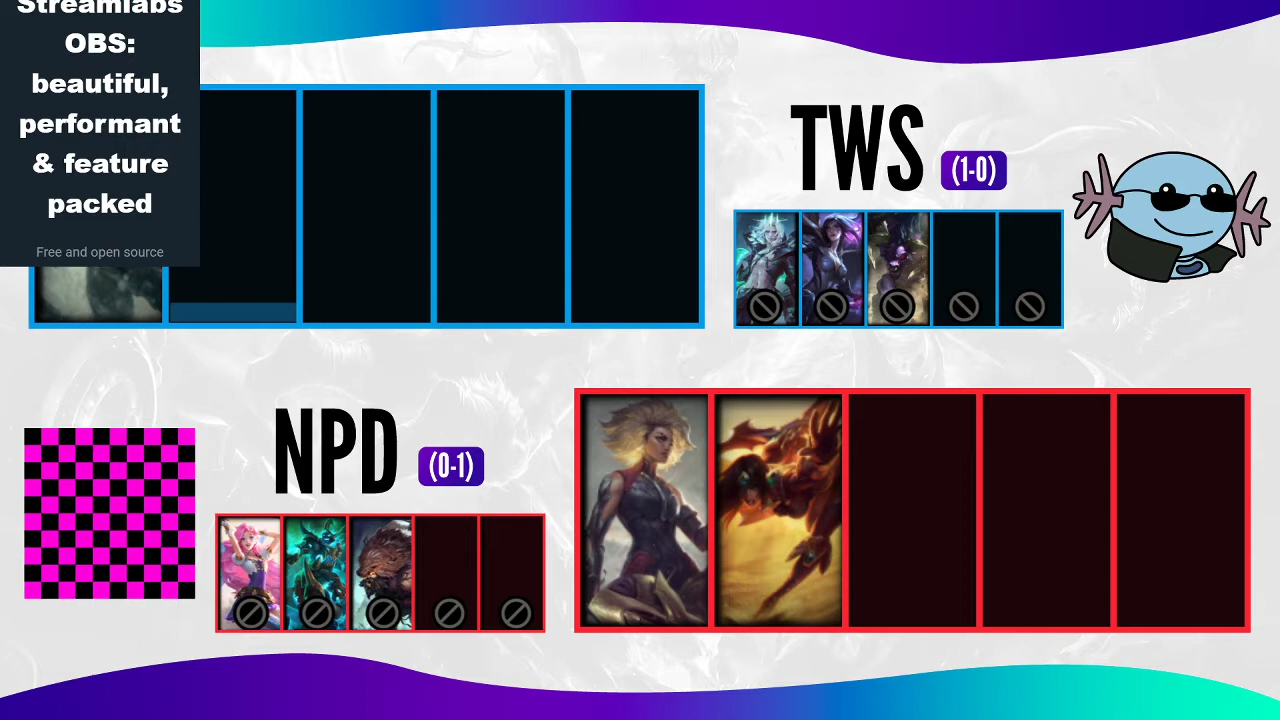 Streamlabs
OBS:
beautiful,
performant
& feature
packed
Free and open source
TWS
(1-0)
NPD
(0-1)